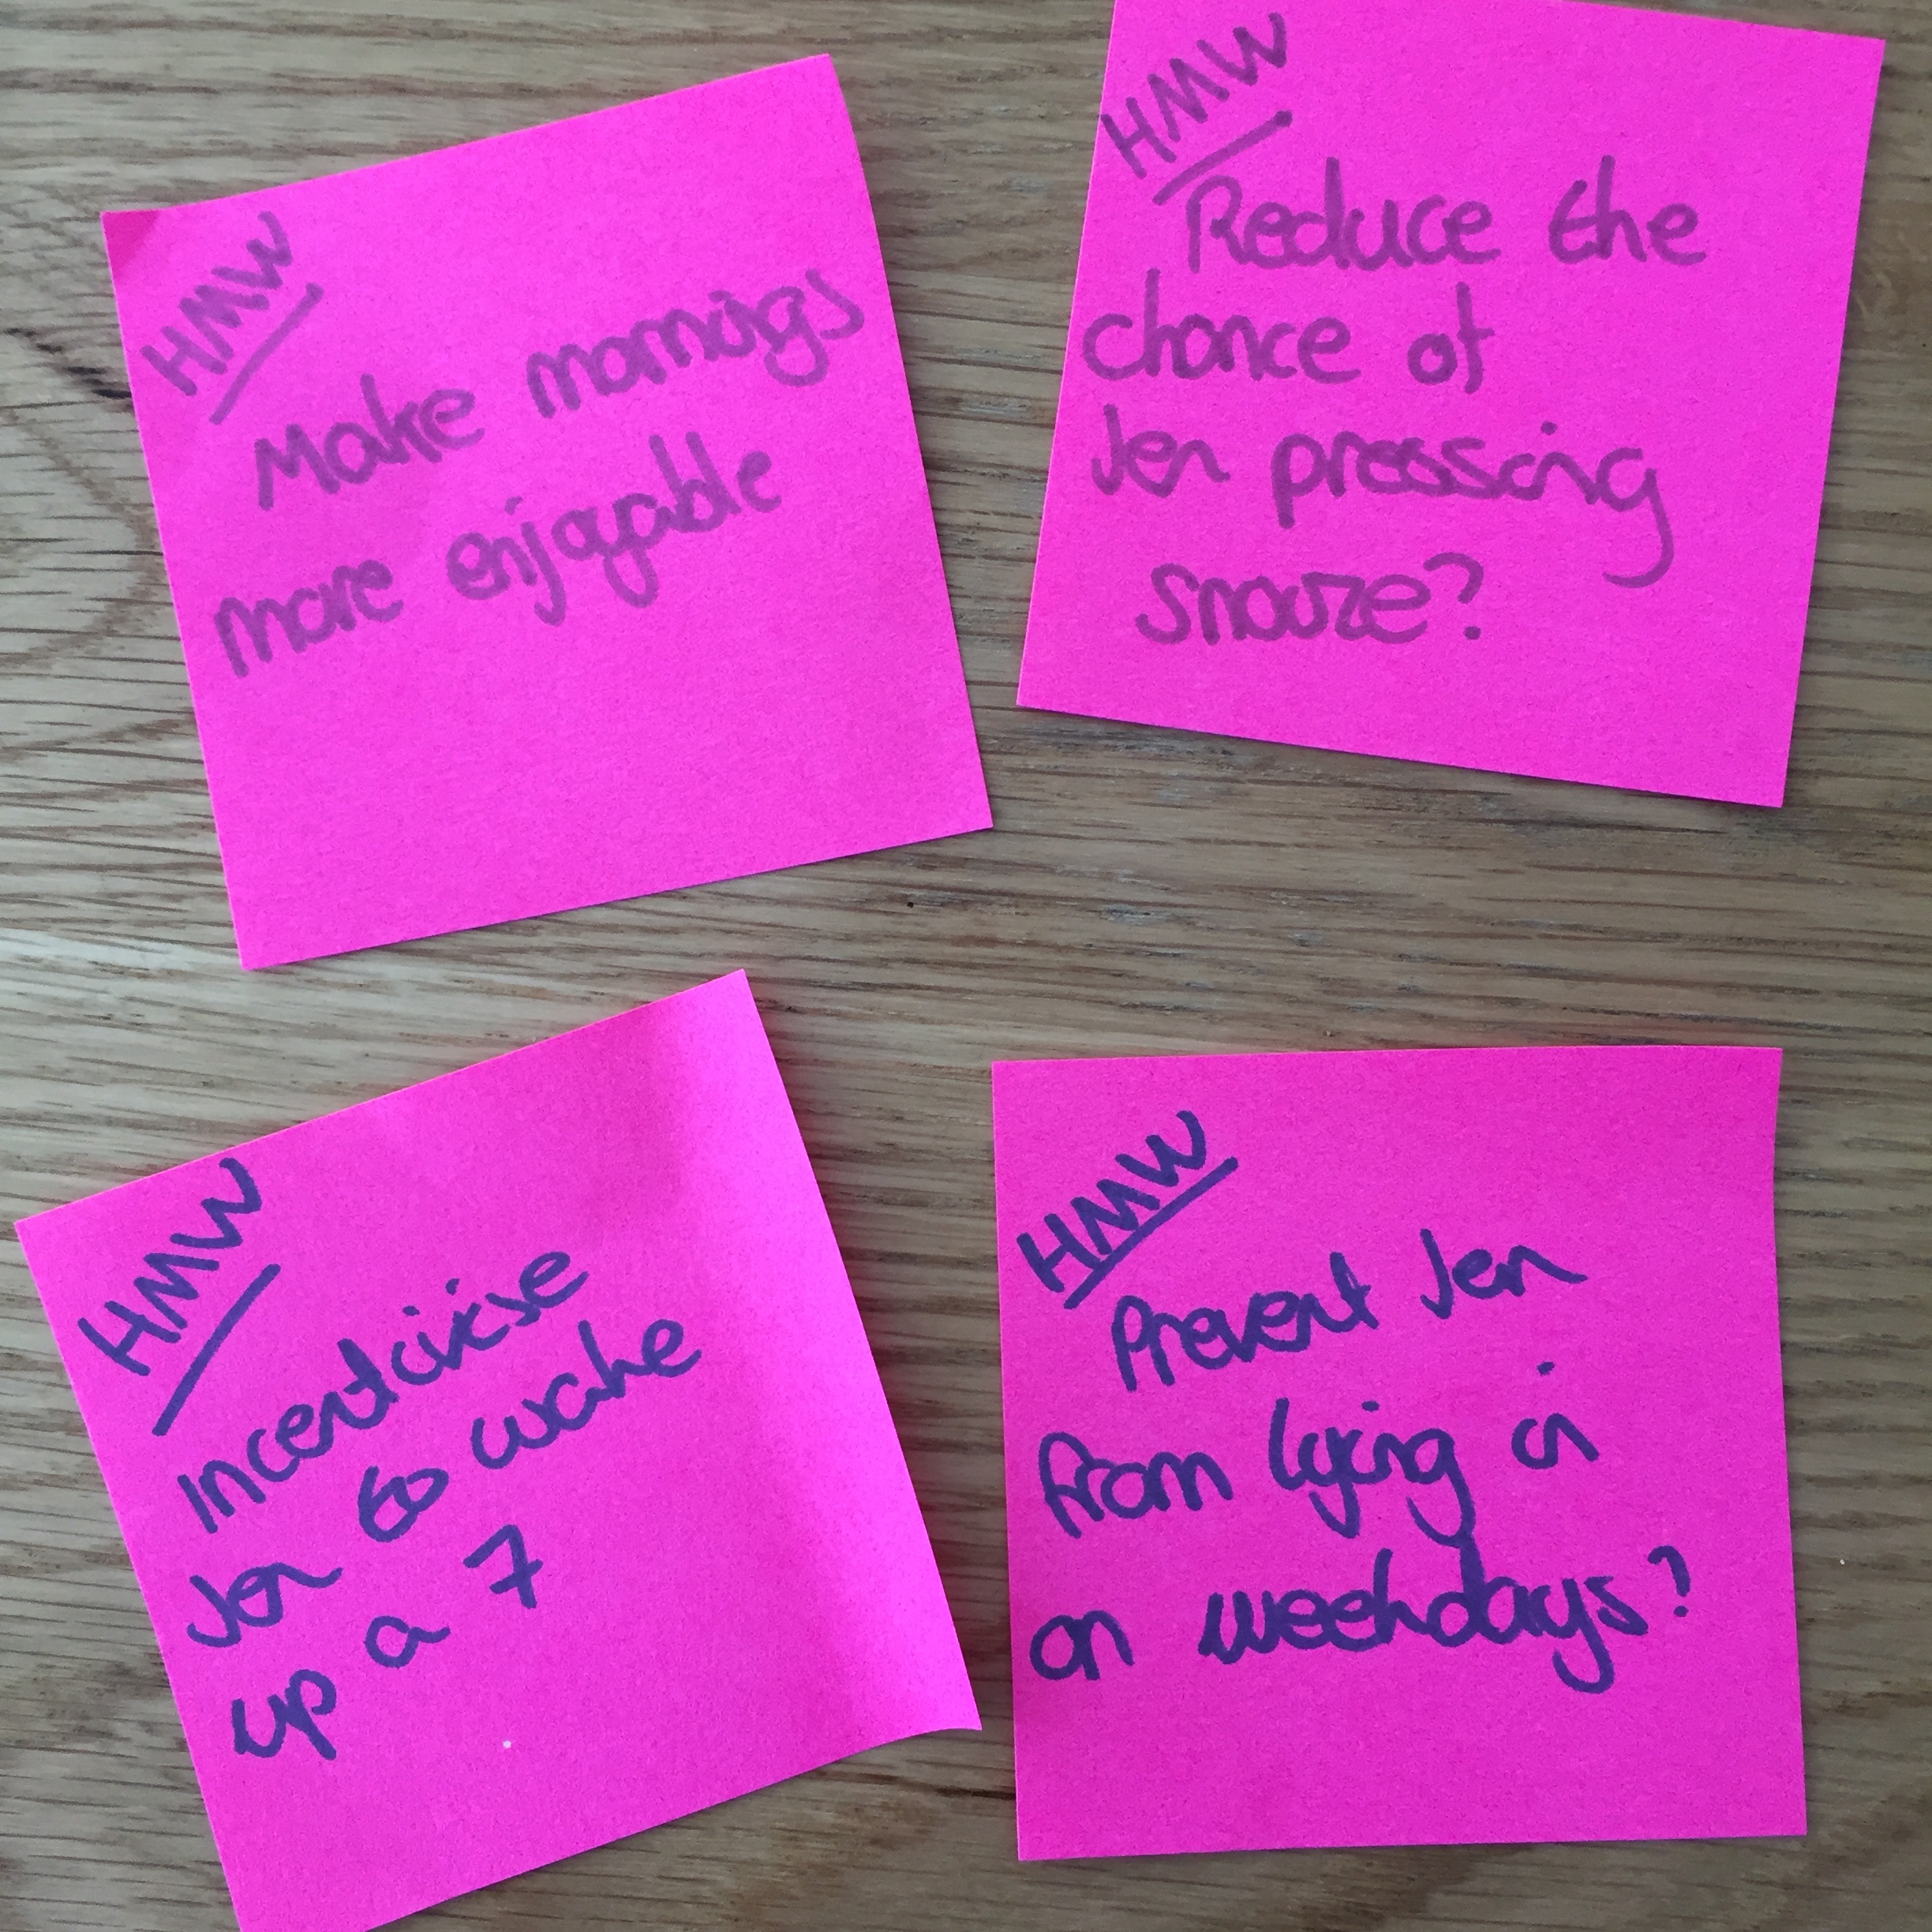 HMW
Make mornings
more enjoyable
HMW
Reduce the
chance of
Jen pressing
snooze?
HMW
Incentivise
Jen to wake
up a 7
HMW
Prevent Jen
from lying in
on weekdays?